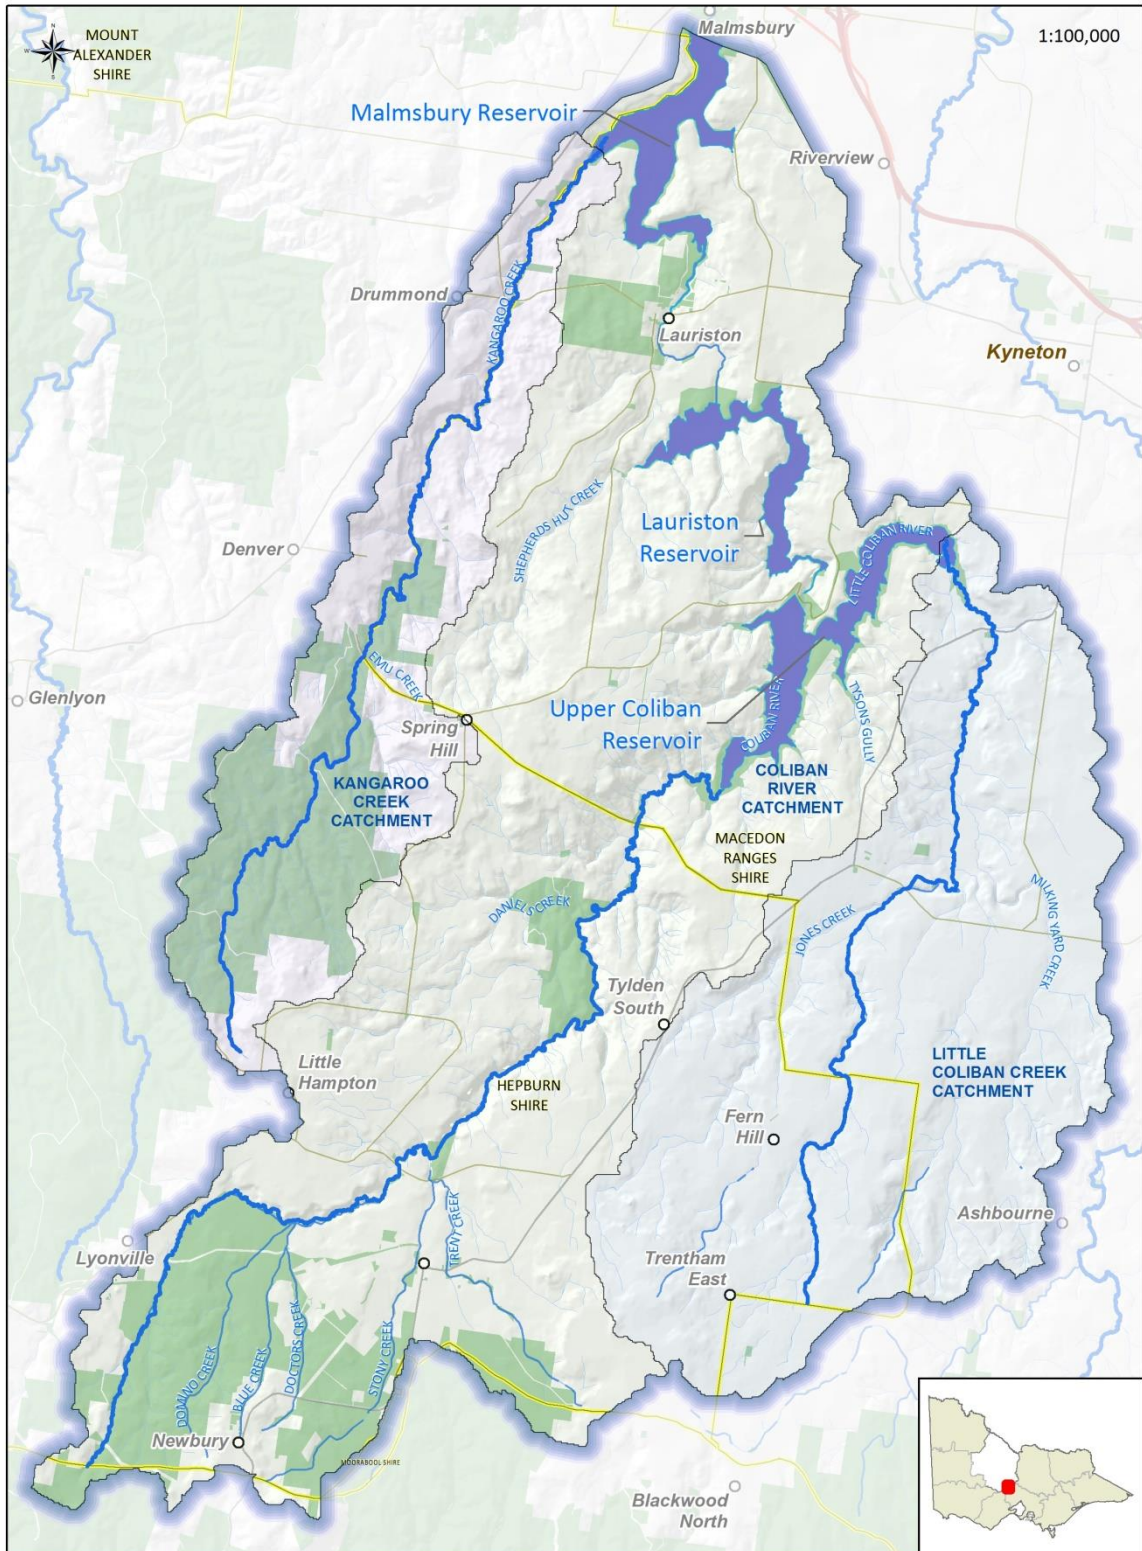 Malmsbury
1:100,000
N
W
E
S
MOUNT
ALEXANDER
SHIRE
Malmsbury Reservoir
Riverview
Drummond
KANGAROO CREEK
Lauriston
Kyneton
Lauriston
Reservoir
SHEPHERDS HUT CREEK
LITTLE COLIBAN RIVER
Denver
EMU CREEK
Glenlyon
Spring
Hill
Upper Coliban
Reservoir
COLIBAN RIVER
TYSONS GULLY
KANGAROO
CREEK
CATCHMENT
COLIBAN
RIVER
CATCHMENT
MACEDON
RANGES
SHIRE
DANIELS CREEK
JONES CREEK
MILKING YARD CREEK
Tylden
South
Little
Hampton
HEPBURN
SHIRE
LITTLE
COLIBAN CREEK
CATCHMENT
Fern
Hill
Lyonville
TRENT CREEK
Ashbourne
Trentham
East
DOMINO CREEK
BLUE CREEK
DOCTORS CREEK
STONY CREEK
Newbury
MOORABOOL SHIRE
Blackwood
North